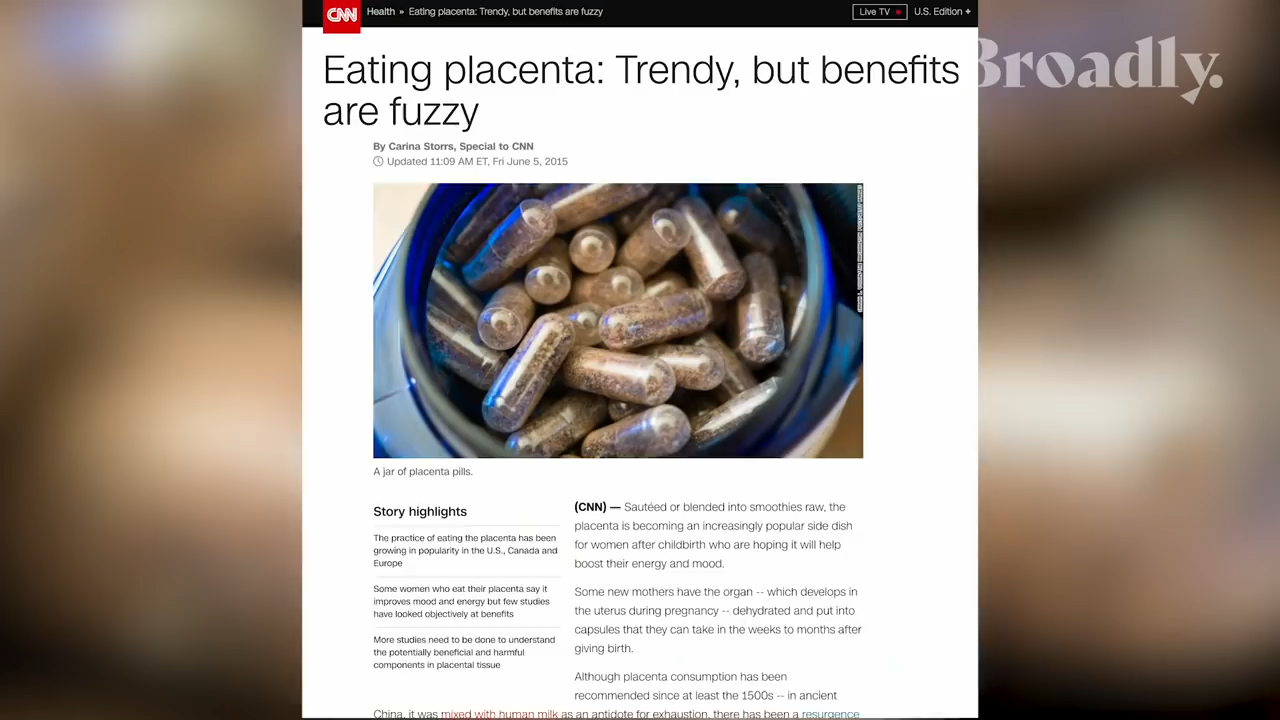 CNN Health » Eating placenta: Trendy, but benefits are fuzzy Live TV U.S. Edition +
Broadly.
Eating placenta: Trendy, but benefits
are fuzzy
By Carina Storrs, Special to CNN
Updated 11:09 AM ET, Fri June 5, 2015
A jar of placenta pills.
Story highlights
The practice of eating the placenta has been
growing in popularity in the U.S., Canada and
Europe
Some women who eat their placenta say it
improves mood and energy but few studies
have looked objectively at benefits
More studies need to be done to understand
the potentially beneficial and harmful
components in placental tissue
(CNN) — Sautéed or blended into smoothies raw, the
placenta is becoming an increasingly popular side dish
for women after childbirth who are hoping it will help
boost their energy and mood.
Some new mothers have the organ -- which develops in
the uterus during pregnancy -- dehydrated and put into
capsules that they can take in the weeks to months after
giving birth.
Although placenta consumption has been
recommended since at least the 1500s -- in ancient
China, it was mixed with human milk as an antidote for exhaustion, there has been a resurgence